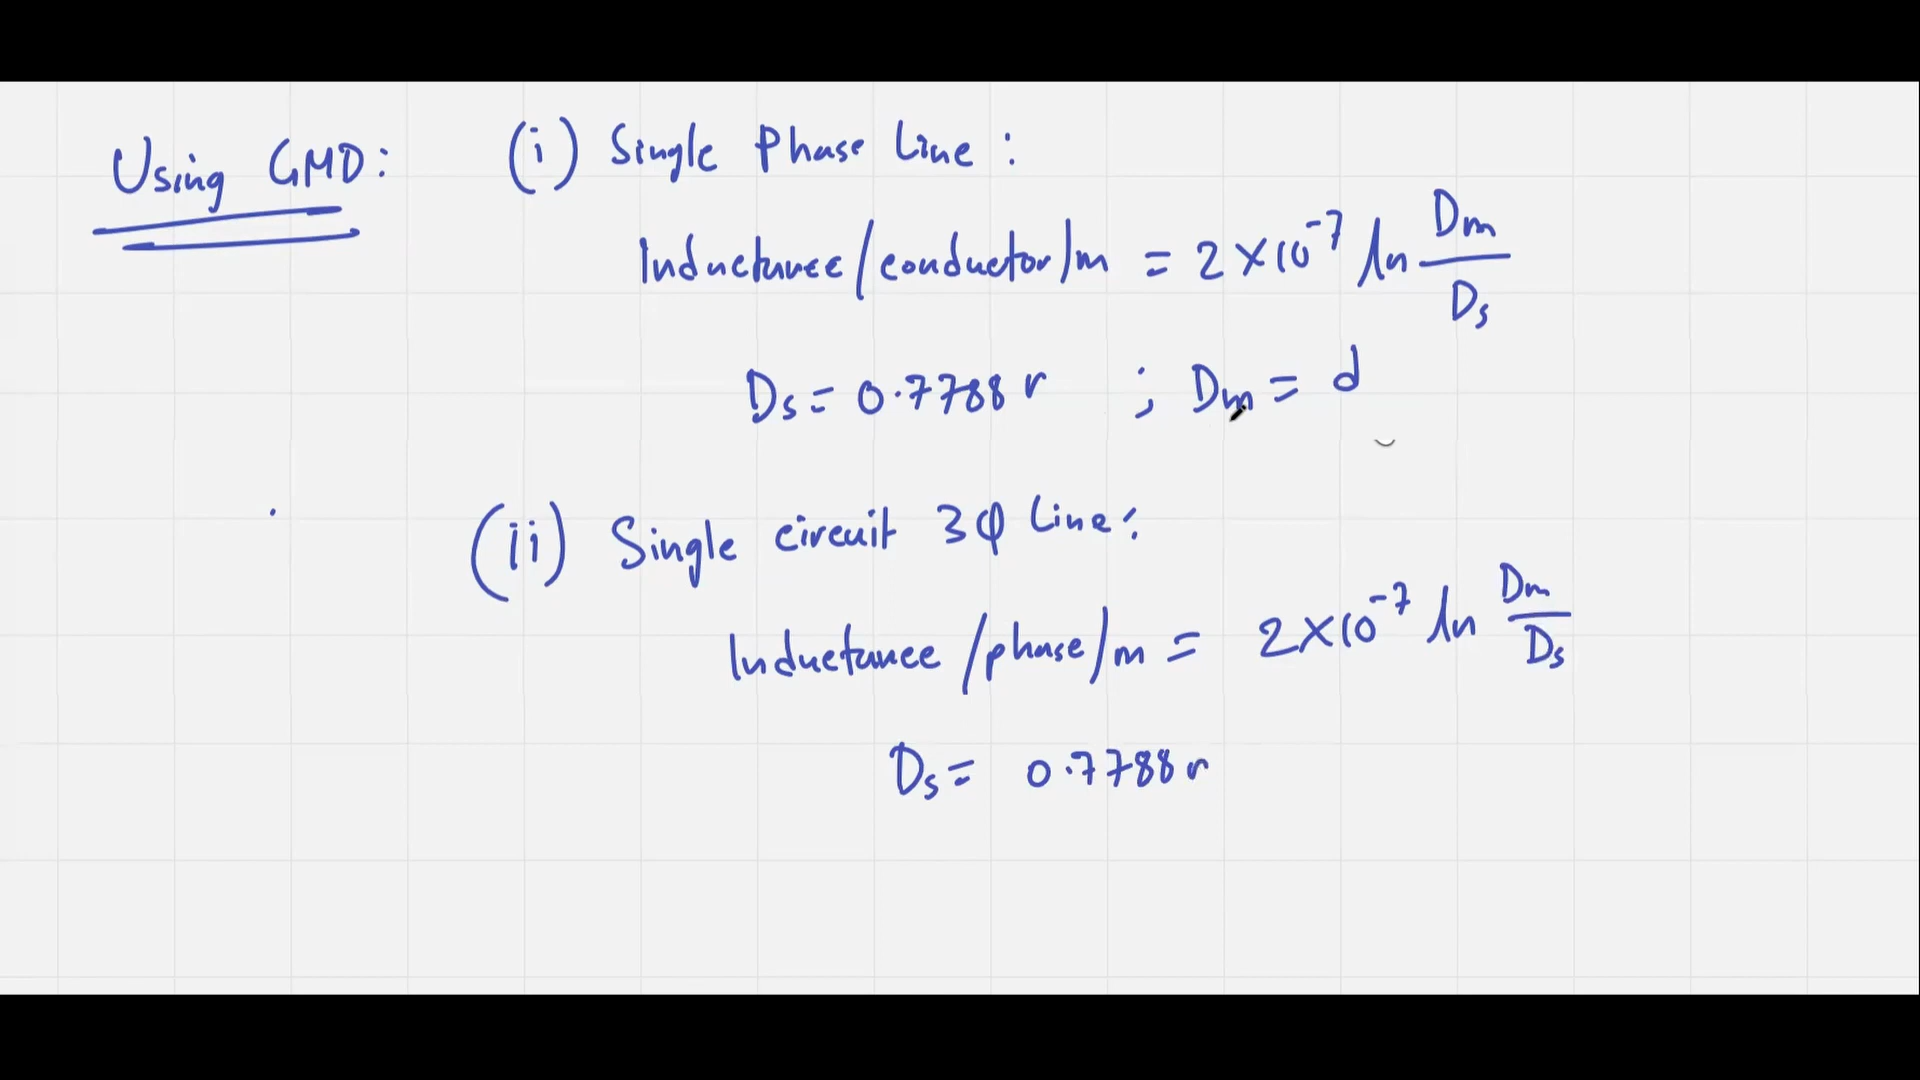 Using GMD:
(i) Single Phase Line :
Inductance/conductor/m = 2 × 10⁻⁷ ln Dm/Ds
Ds = 0.7788 r ; Dm = d
(ii) Single circuit 3φ Line :
Inductance/phase/m = 2 × 10⁻⁷ ln Dm/Ds
Ds = 0.7788 r